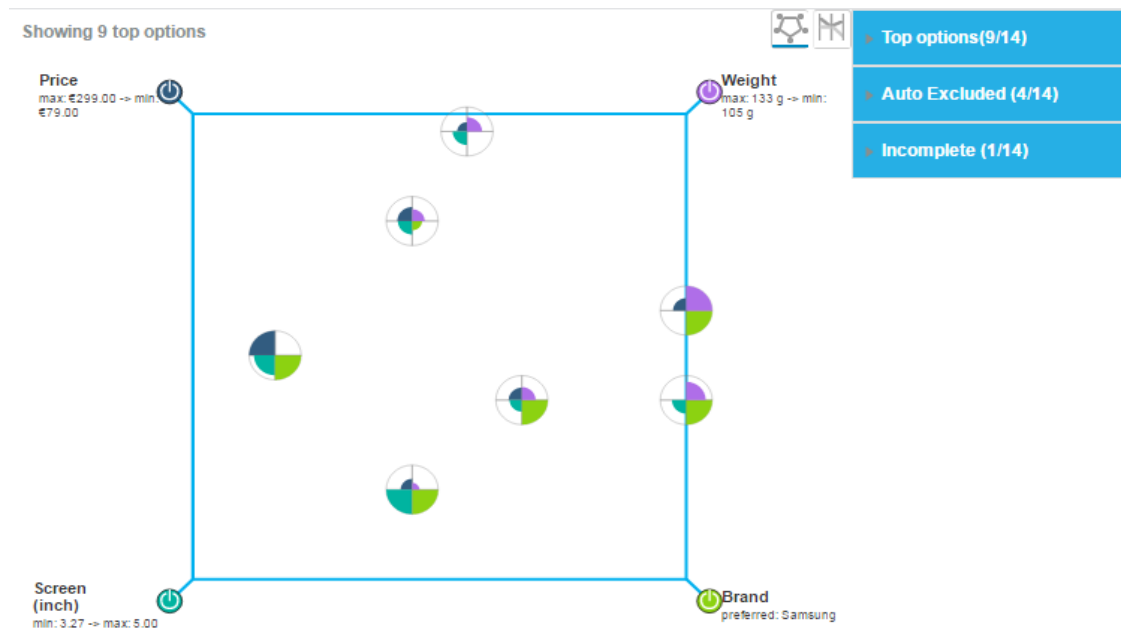 Showing 9 top options
Top options(9/14)
Auto Excluded (4/14)
Incomplete (1/14)
Price
max: €299.00 -> min:
€79.00
Weight
max: 133 g -> min:
105 g
Screen
(inch)
min: 3.27 -> max: 5.00
Brand
preferred: Samsung